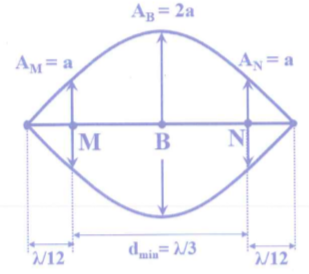 A_B = 2a
A_M = a
A_N = a
M
B
N
λ/12
d_min = λ/3
λ/12